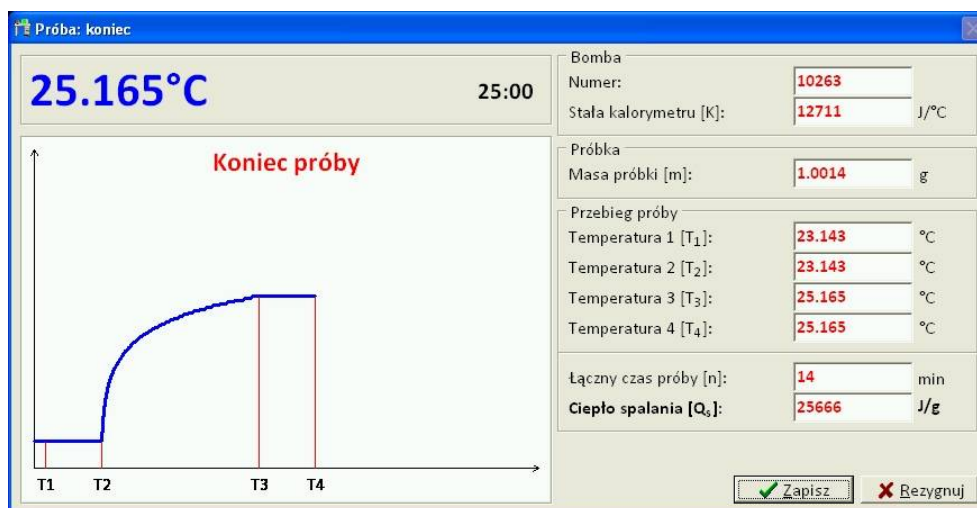 Próba: koniec
25.165°C
25:00
Koniec próby
T1 T2 T3 T4
Bomba
Numer: 10263
Stała kalorymetru [K]: 12711 J/°C
Próbka
Masa próbki [m]: 1.0014 g
Przebieg próby
Temperatura 1 [T₁]: 23.143 °C
Temperatura 2 [T₂]: 23.143 °C
Temperatura 3 [T₃]: 25.165 °C
Temperatura 4 [T₄]: 25.165 °C
Łączny czas próby [n]: 14 min
Ciepło spalania [Qₛ]: 25666 J/g
Zapisz Rezygnuj